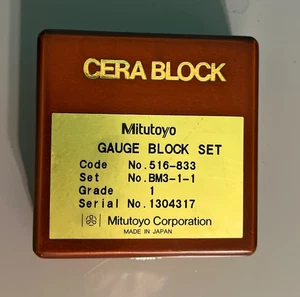 CERA BLOCK
Mitutoyo
GAUGE BLOCK SET
Code No.516-833
Set No.BM3-1-1
Grade 1
Serial No.1304317
Mitutoyo Corporation
MADE IN JAPAN